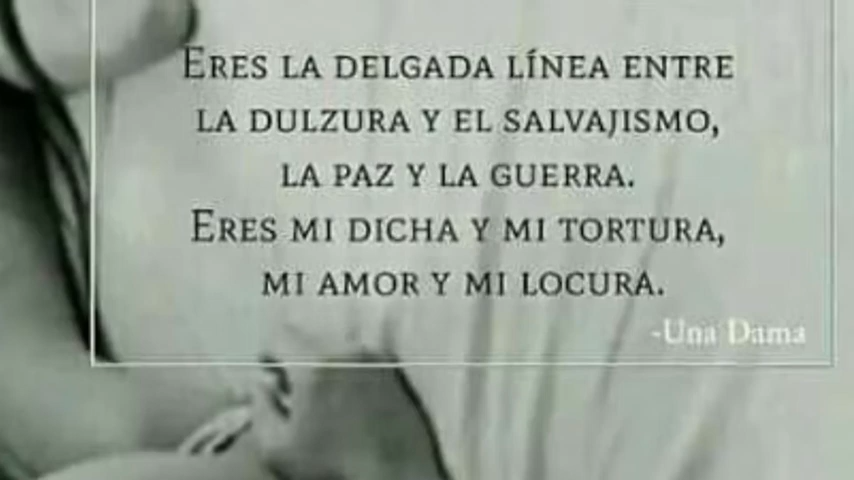 Eres la delgada línea entre
la dulzura y el salvajismo,
la paz y la guerra.
Eres mi dicha y mi tortura,
mi amor y mi locura.
-Una Dama